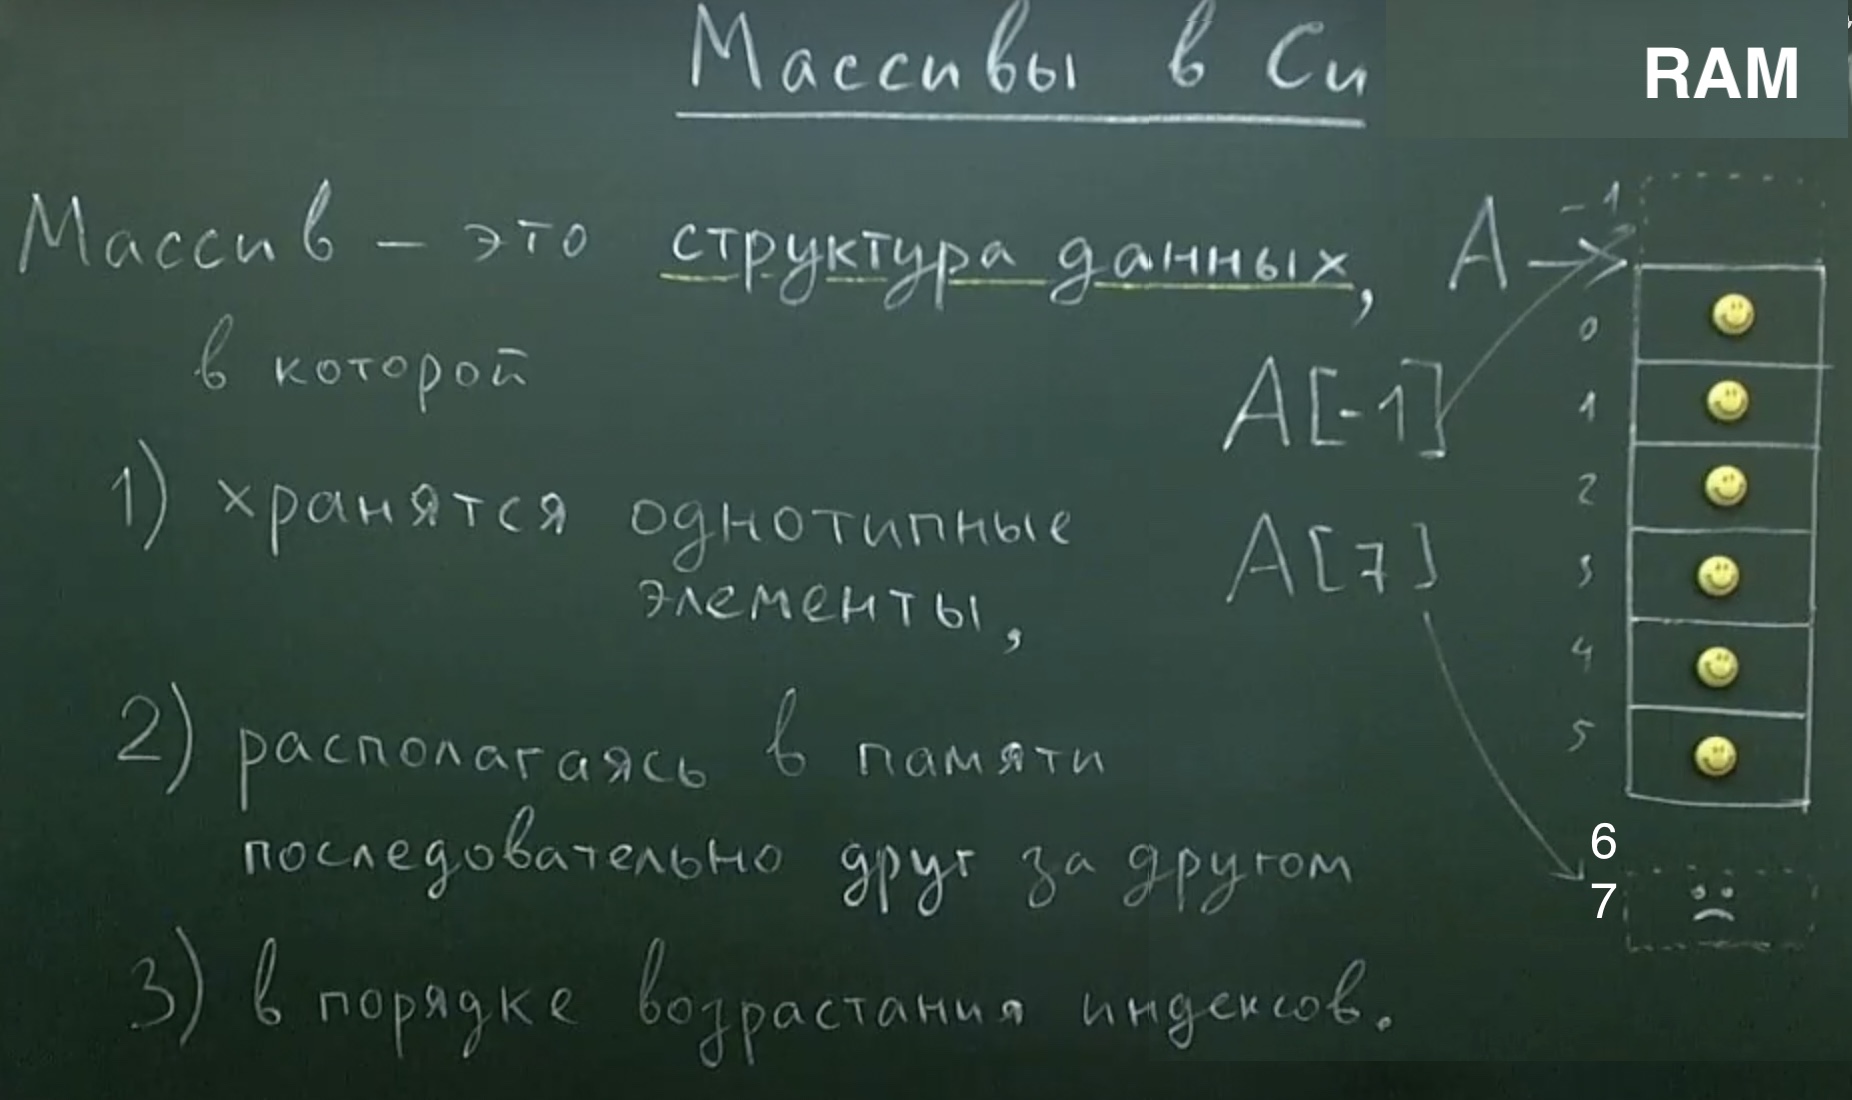 Массивы в Си
RAM
Массив – это структура данных,
в которой
1) хранятся однотипные
элементы,
2) располагаясь в памяти
последовательно друг за другом
3) в порядке возрастания индексов.
A
-1
0
A[-1]
1
2
A[7]
3
4
5
6
7